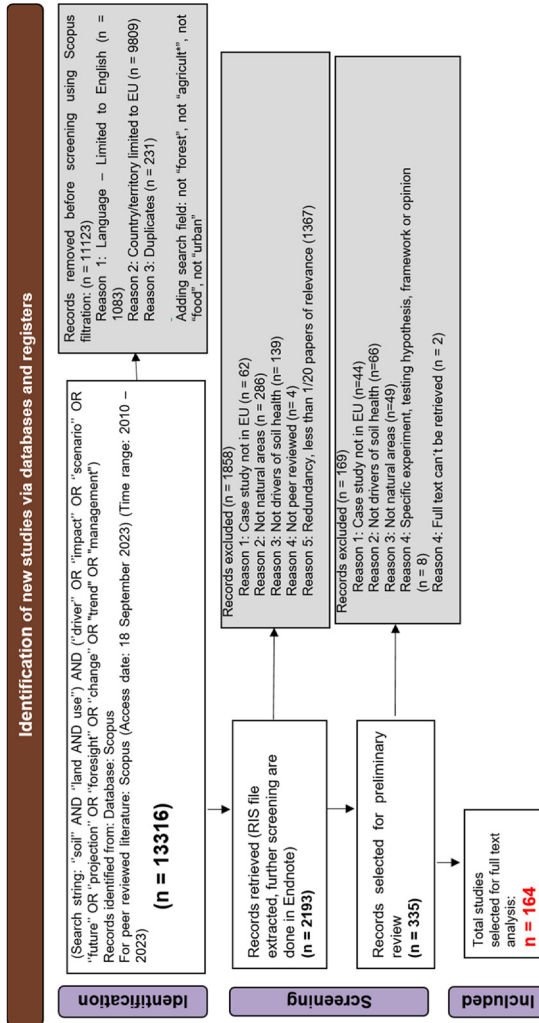 Identification of new studies via databases and registers
Identification
(Search string: "soil" AND "land AND use") AND ("driver" OR "impact" OR "scenario" OR
"future" OR "projection" OR "foresight" OR "change" OR "trend" OR "management")
Records identified from: Database: Scopus
For peer reviewed literature: Scopus (Access date: 18 September 2023) (Time range: 2010 –
2023)
(n = 13316)
Records removed before screening using Scopus
filtration: (n = 11123)
Reason 1: Language – Limited to English (n =
1083)
Reason 2: Country/territory limited to EU (n = 9809)
Reason 3: Duplicates (n = 231)
Adding search field: not "forest", not "agricult*", not
"food", not "urban"
Screening
Records retrieved (RIS file
extracted, further screening are
done in Endnote)
(n = 2193)
Records excluded (n = 1858)
Reason 1: Case study not in EU (n = 62)
Reason 2: Not natural areas (n = 286)
Reason 3: Not drivers of soil health (n= 139)
Reason 4: Not peer reviewed (n= 4)
Reason 5: Redundancy, less than 1/20 papers of relevance (1367)
Records selected for preliminary
review (n = 335)
Records excluded (n = 169)
Reason 1: Case study not in EU (n=44)
Reason 2: Not drivers of soil health (n=66)
Reason 3: Not natural areas (n=49)
Reason 4: Specific experiment, testing hypothesis, framework or opinion
(n = 8)
Reason 4: Full text can't be retrieved (n = 2)
Included
Total studies
selected for full text
analysis:
n = 164